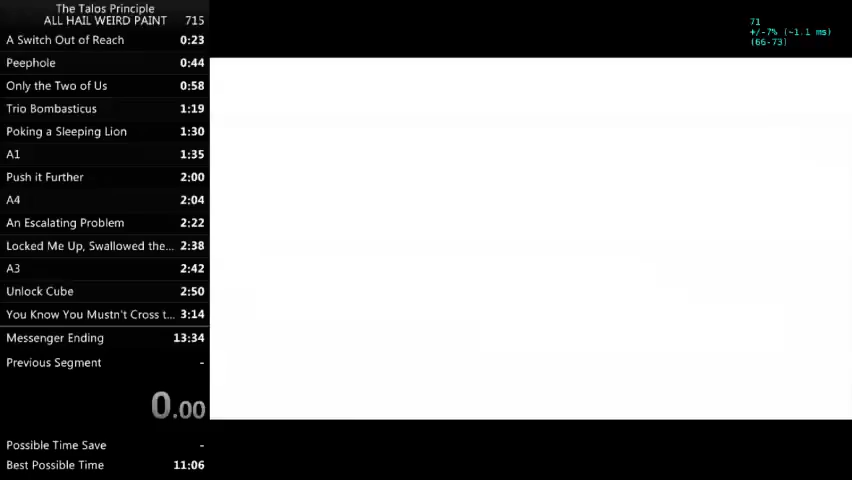 The Talos Principle
ALL HAIL WEIRD PAINT 715
A Switch Out of Reach 0:23
Peephole 0:44
Only the Two of Us 0:58
Trio Bombasticus 1:19
Poking a Sleeping Lion 1:30
A1 1:35
Push it Further 2:00
A4 2:04
An Escalating Problem 2:22
Locked Me Up, Swallowed the... 2:38
A3 2:42
Unlock Cube 2:50
You Know You Mustn't Cross t... 3:14
Messenger Ending 13:34
Previous Segment -
0.00
Possible Time Save -
Best Possible Time 11:06
71
+/-7% (~1.1 ms)
(66-73)